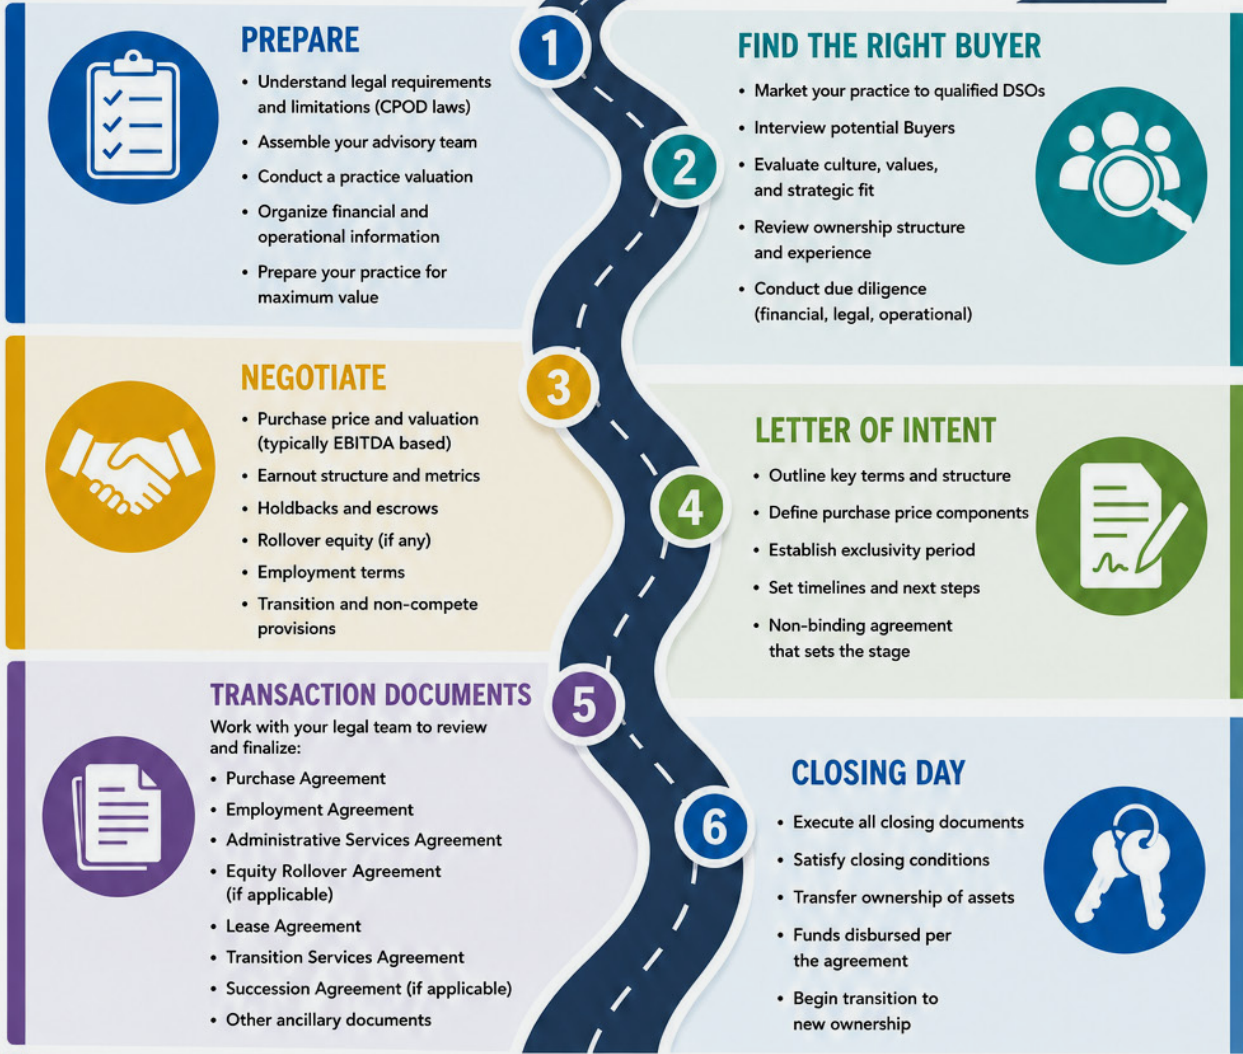 1
PREPARE
• Understand legal requirements
and limitations (CPOD laws)
• Assemble your advisory team
• Conduct a practice valuation
• Organize financial and
operational information
• Prepare your practice for
maximum value
2
FIND THE RIGHT BUYER
• Market your practice to qualified DSOs
• Interview potential Buyers
• Evaluate culture, values,
and strategic fit
• Review ownership structure
and experience
• Conduct due diligence
(financial, legal, operational)
3
NEGOTIATE
• Purchase price and valuation
(typically EBITDA based)
• Earnout structure and metrics
• Holdbacks and escrows
• Rollover equity (if any)
• Employment terms
• Transition and non-compete
provisions
4
LETTER OF INTENT
• Outline key terms and structure
• Define purchase price components
• Establish exclusivity period
• Set timelines and next steps
• Non-binding agreement
that sets the stage
5
TRANSACTION DOCUMENTS
Work with your legal team to review
and finalize:
• Purchase Agreement
• Employment Agreement
• Administrative Services Agreement
• Equity Rollover Agreement
(if applicable)
• Lease Agreement
• Transition Services Agreement
• Succession Agreement (if applicable)
• Other ancillary documents
6
CLOSING DAY
• Execute all closing documents
• Satisfy closing conditions
• Transfer ownership of assets
• Funds disbursed per
the agreement
• Begin transition to
new ownership